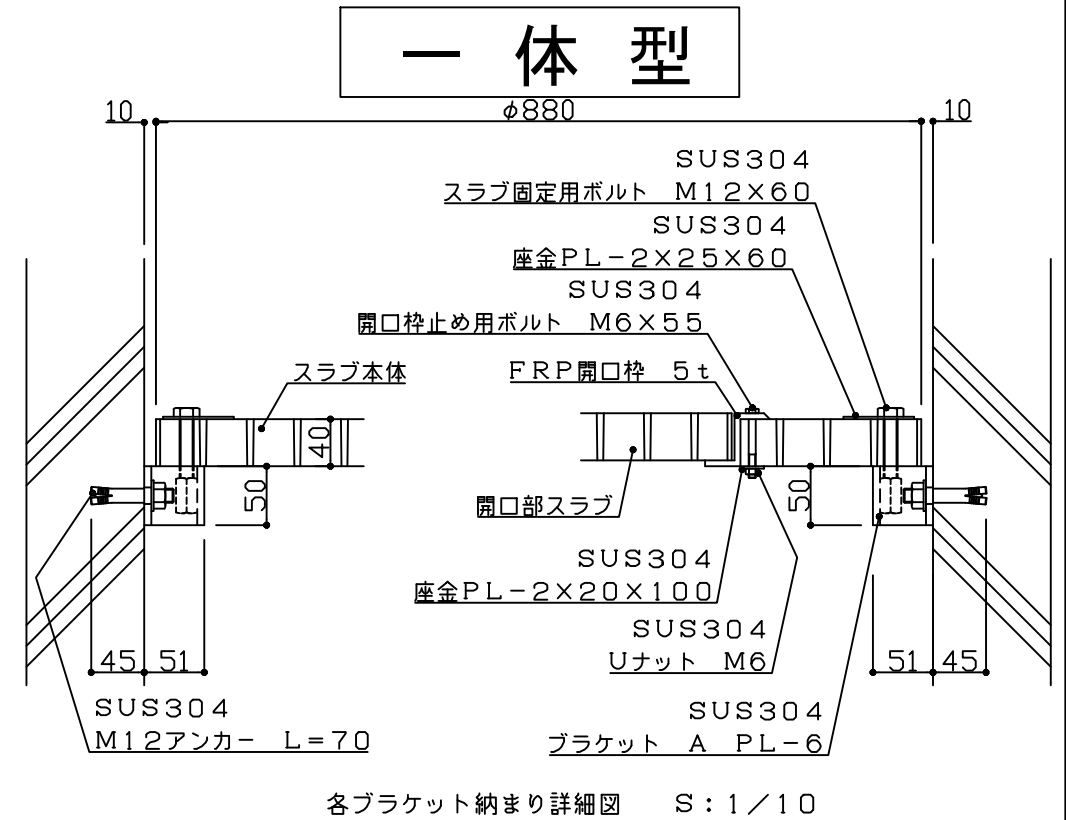 一体型
10 φ880 10
SUS304
スラブ固定用ボルト M12×60
SUS304
座金PL-2×25×60
SUS304
開口枠止め用ボルト M6×55
スラブ本体
FRP開口枠 5t
40
50
50
開口部スラブ
SUS304
座金PL-2×20×100
SUS304
Uナット M6
45 51
51 45
SUS304
M12アンカー L=70
SUS304
ブラケット A PL-6
各ブラケット納まり詳細図 S:1/10